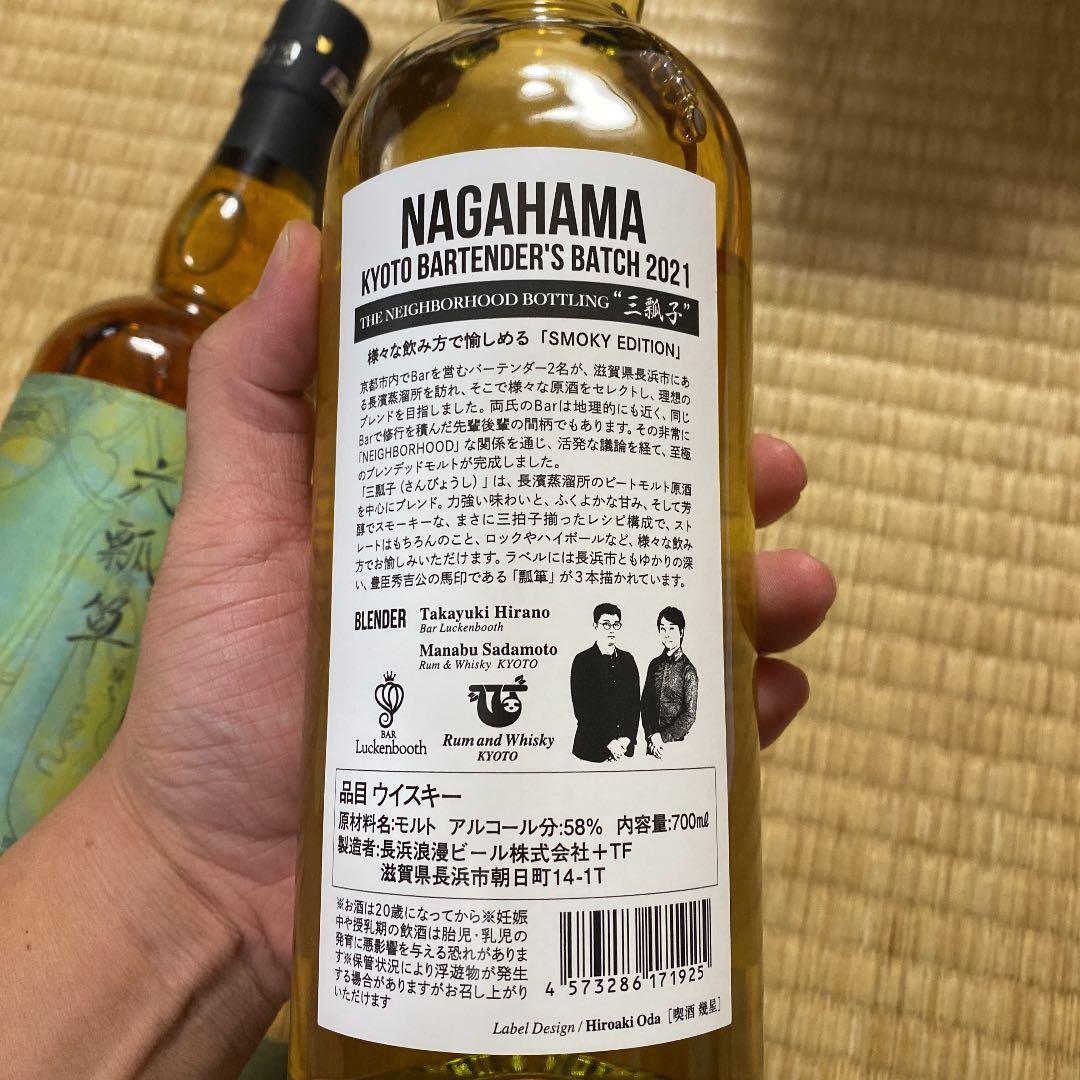 NAGAHAMA
KYOTO BARTENDER'S BATCH 2021
THE NEIGHBORHOOD BOTTLING “三瓢子”
様々な飲み方で愉しめる「SMOKY EDITION」
京都市内でBarを営むバーテンダー2名が、滋賀県長浜市にあ
る長濱蒸溜所を訪れ、そこで様々な原酒をセレクトし、理想の
ブレンドを目指しました。両氏のBarは地理的にも近く、同じ
Barで修行を積んだ先輩後輩の間柄でもあります。その非常に
「NEIGHBORHOOD」な関係を通じ、活発な議論を経て、至極
のブレンデッドモルトが完成しました。
「三瓢子（さんびょうし）」は、長濱蒸溜所のピートモルト原酒
を中心にブレンド。力強い味わいと、ふくよかな甘み、そして芳
醇でスモーキーな、まさに三拍子揃ったレシピ構成で、スト
レートはもちろんのこと、ロックやハイボールなど、様々な飲み
方でお愉しみいただけます。ラベルには長浜市ともゆかりの深
い、豊臣秀吉公の馬印である「瓢箪」が3本描かれています。
BLENDER Takayuki Hirano
Bar Luckenbooth
Manabu Sadamoto
Rum & Whisky KYOTO
BAR
Luckenbooth
Rum and Whisky
KYOTO
品目 ウイスキー
原材料名:モルト アルコール分:58% 内容量:700㎖
製造者:長浜浪漫ビール株式会社＋TF
滋賀県長浜市朝日町14-1T
※お酒は20歳になってから※妊娠
中や授乳期の飲酒は胎児・乳児の
発育に悪影響を与える恐れがありま
す※保管状況により浮遊物が発生
する場合がありますがお召し上がり
いただけます
4 573286 171925
Label Design / Hiroaki Oda [喫酒 幾星]
六瓢箪